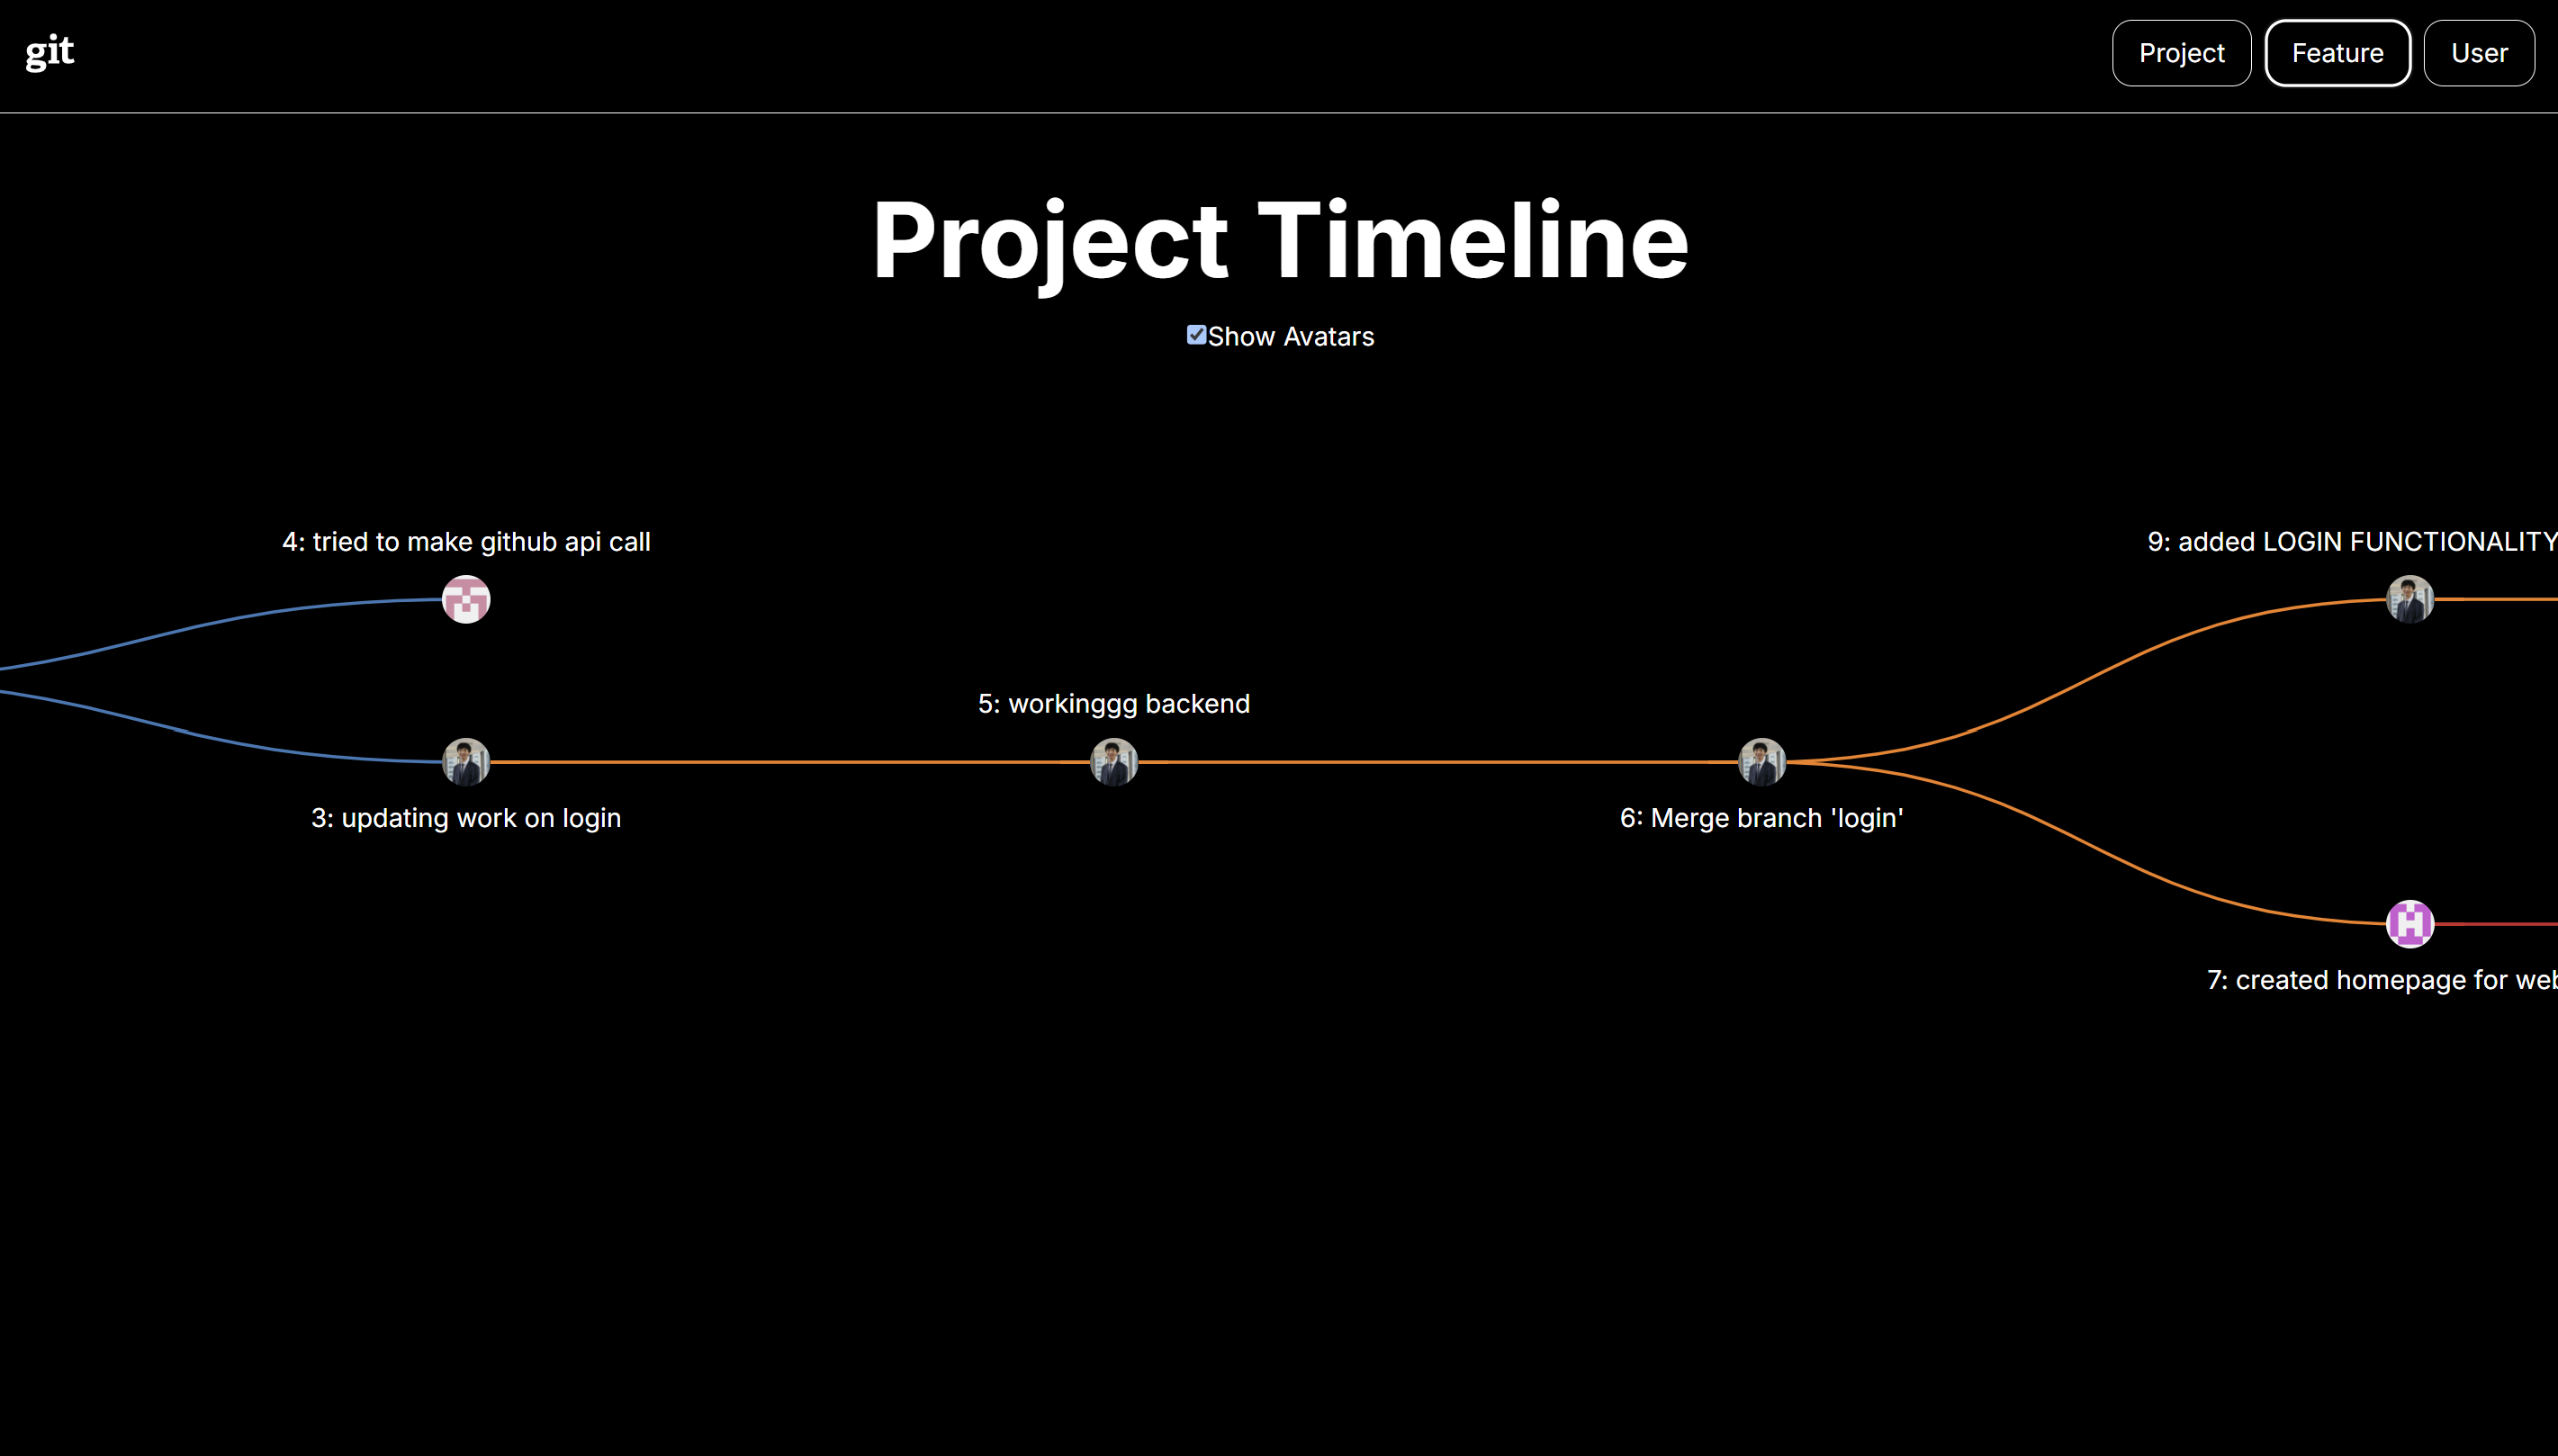 git
Project
Feature
User
Project Timeline
Show Avatars
4: tried to make github api call
9: added LOGIN FUNCTIONALITY
5: workinggg backend
3: updating work on login
6: Merge branch 'login'
7: created homepage for web